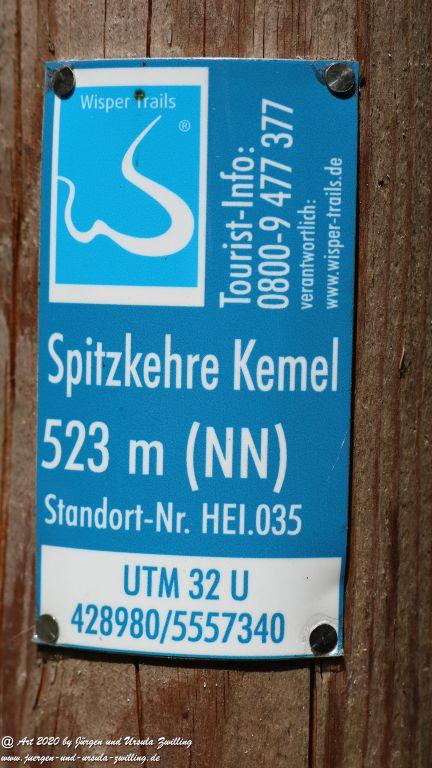 Wisper Trails
®
Tourist-Info:
0800-9 477 377
verantwortlich:
www.wisper-trails.de
Spitzkehre Kemel
523 m (NN)
Standort-Nr. HEI.035
UTM 32 U
428980/5557340
@ Art 2020 by Jürgen und Ursula Zwilling
www.juergen-und-ursula-zwilling.de